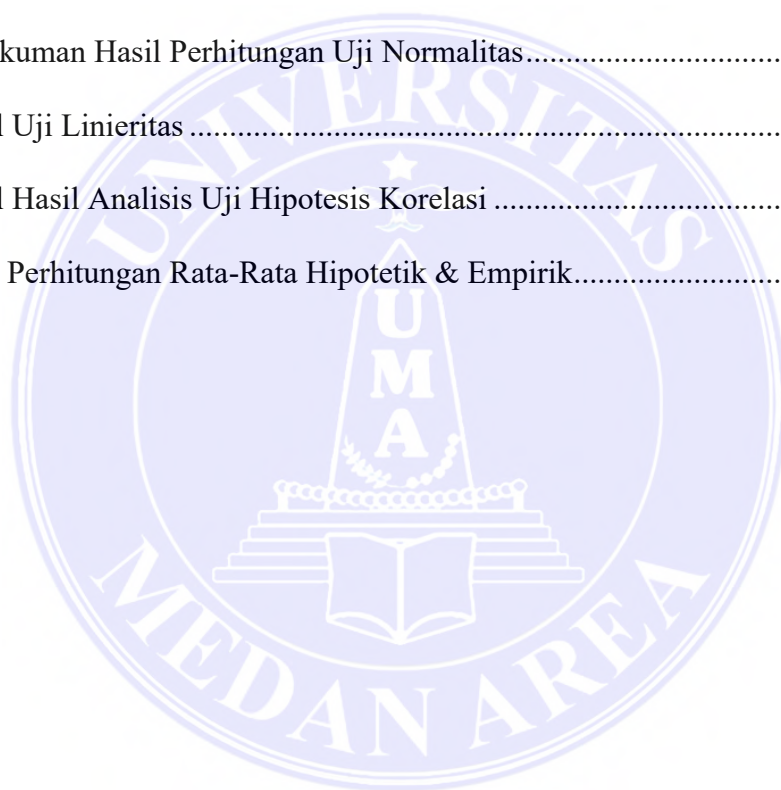 kuman Hasil Perhitungan Uji Normalitas..............................
l Uji Linieritas ........................................................................
l Hasil Analisis Uji Hipotesis Korelasi ..................................
Perhitungan Rata-Rata Hipotetik & Empirik........................
UNIVERSITAS
UMA
MEDAN AREA